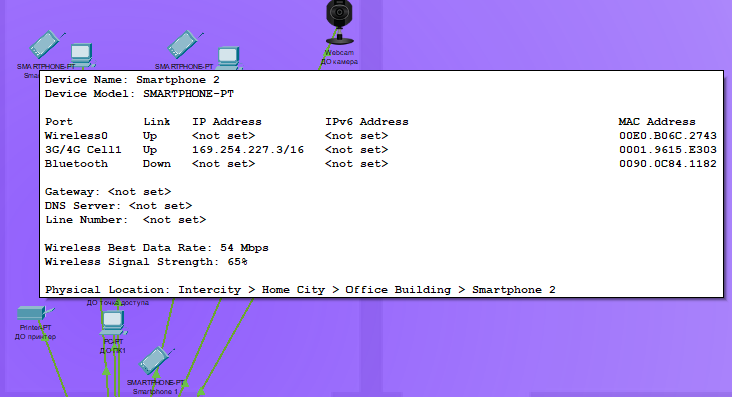 Webcam
ДО камера
SMARTPHONE-PT
SMARTPHONE-PT
Device Name: Smartphone 2
Device Model: SMARTPHONE-PT
Port Link IP Address IPv6 Address MAC Address
Wireless0 Up <not set> <not set> 00E0.B06C.2743
3G/4G Cell1 Up 169.254.227.3/16 <not set> 0001.9615.E303
Bluetooth Down <not set> <not set> 0090.0C84.1182
Gateway: <not set>
DNS Server: <not set>
Line Number: <not set>
Wireless Best Data Rate: 54 Mbps
Wireless Signal Strength: 65%
Physical Location: Intercity > Home City > Office Building > Smartphone 2
ДО точка доступа
Printer-PT
ДО принтер
PC-PT
ДО ПК1
SMARTPHONE-PT
Smartphone 1